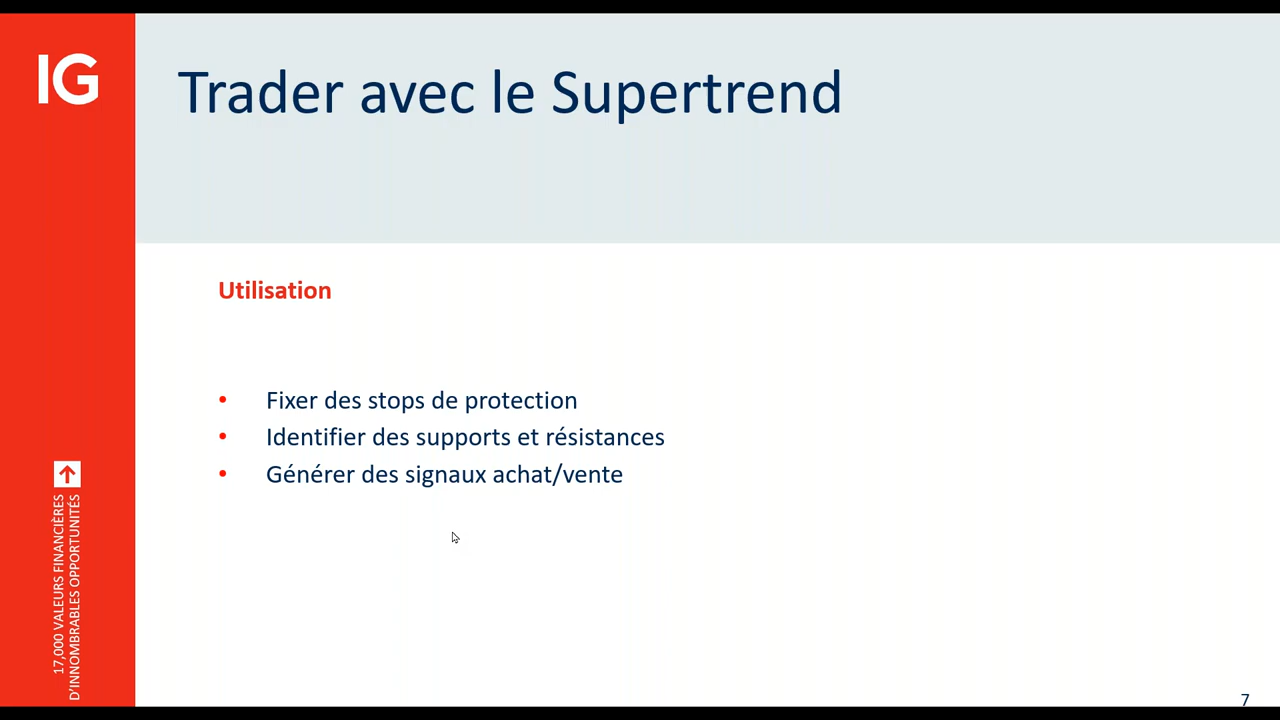 IG
Trader avec le Supertrend
Utilisation
• Fixer des stops de protection
• Identifier des supports et résistances
• Générer des signaux achat/vente
17,000 VALEURS FINANCIÈRES
D'INNOMBRABLES OPPORTUNITÉS
7